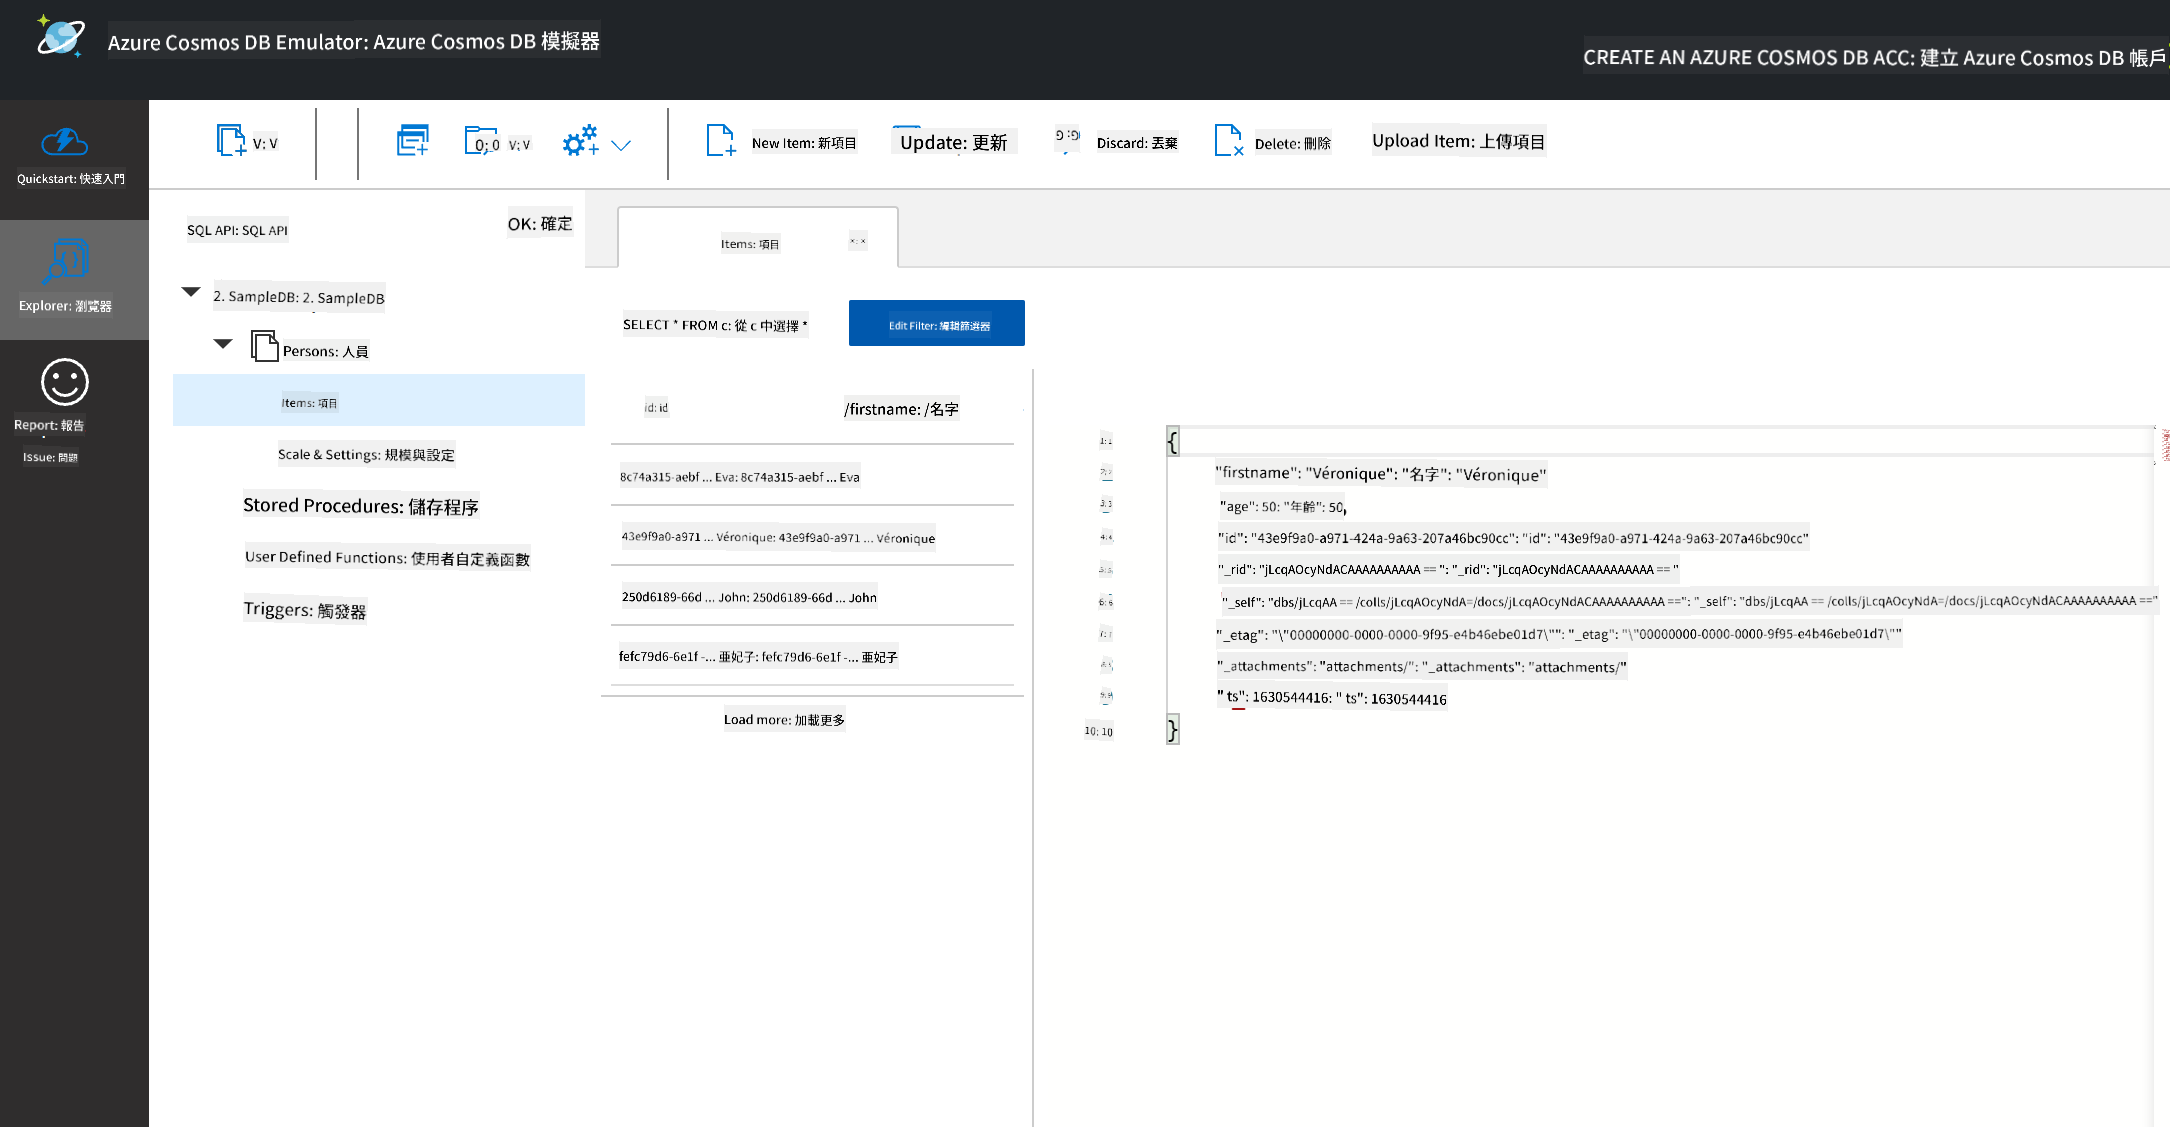 Azure Cosmos DB Emulator: Azure Cosmos DB 模擬器
CREATE AN AZURE COSMOS DB ACC: 建立 Azure Cosmos DB 帳戶
Quickstart: 快速入門
Explorer: 瀏覽器
Report: 報告
Issue: 問題
V: V
0; 0 V; V
New Item: 新項目
Update: 更新
Discard: 丟棄
Delete: 刪除
Upload Item: 上傳項目
SQL API: SQL API
OK: 確定
2. SampleDB: 2. SampleDB
Persons: 人員
Items: 項目
Scale & Settings: 規模與設定
Stored Procedures: 儲存程序
User Defined Functions: 使用者自定義函數
Triggers: 觸發器
Items: 項目
×: ×
SELECT * FROM c: 從 c 中選擇 *
Edit Filter: 編輯篩選器
id: id
/firstname: /名字
8c74a315-aebf ... Eva: 8c74a315-aebf ... Eva
43e9f9a0-a971 ... Véronique: 43e9f9a0-a971 ... Véronique
250d6189-66d ... John: 250d6189-66d ... John
fefc79d6-6e1f -... 亜妃子: fefc79d6-6e1f -... 亜妃子
Load more: 加載更多
1: 1
{
2: 2
"firstname": "Véronique": "名字": "Véronique"
3: 3
"age": 50: "年齡": 50,
4: 4
"id": "43e9f9a0-a971-424a-9a63-207a46bc90cc": "id": "43e9f9a0-a971-424a-9a63-207a46bc90cc"
"_rid": "jLcqAOcyNdACAAAAAAAAAA == ": "_rid": "jLcqAOcyNdACAAAAAAAAAA == "
6: 6
"_self": "dbs/jLcqAA == /colls/jLcqAOcyNdA=/docs/jLcqAOcyNdACAAAAAAAAAA ==": "_self": "dbs/jLcqAA == /colls/jLcqAOcyNdA=/docs/jLcqAOcyNdACAAAAAAAAAA =="
"_etag": "\"00000000-0000-0000-9f95-e4b46ebe01d7\"": "_etag": "\"00000000-0000-0000-9f95-e4b46ebe01d7\""
"_attachments": "attachments/": "_attachments": "attachments/"
" ts": 1630544416: " ts": 1630544416
10: 10
}